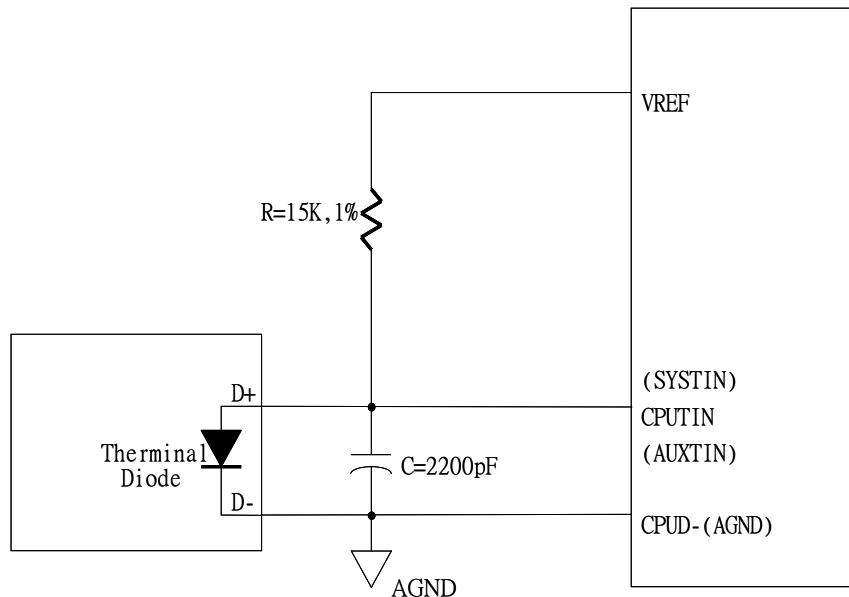 VREF
R=15K,1%
(SYSTIN)
D+
CPUTIN
Therminal
Diode
(AUXTIN)
C=2200pF
D-
CPUD-(AGND)
AGND